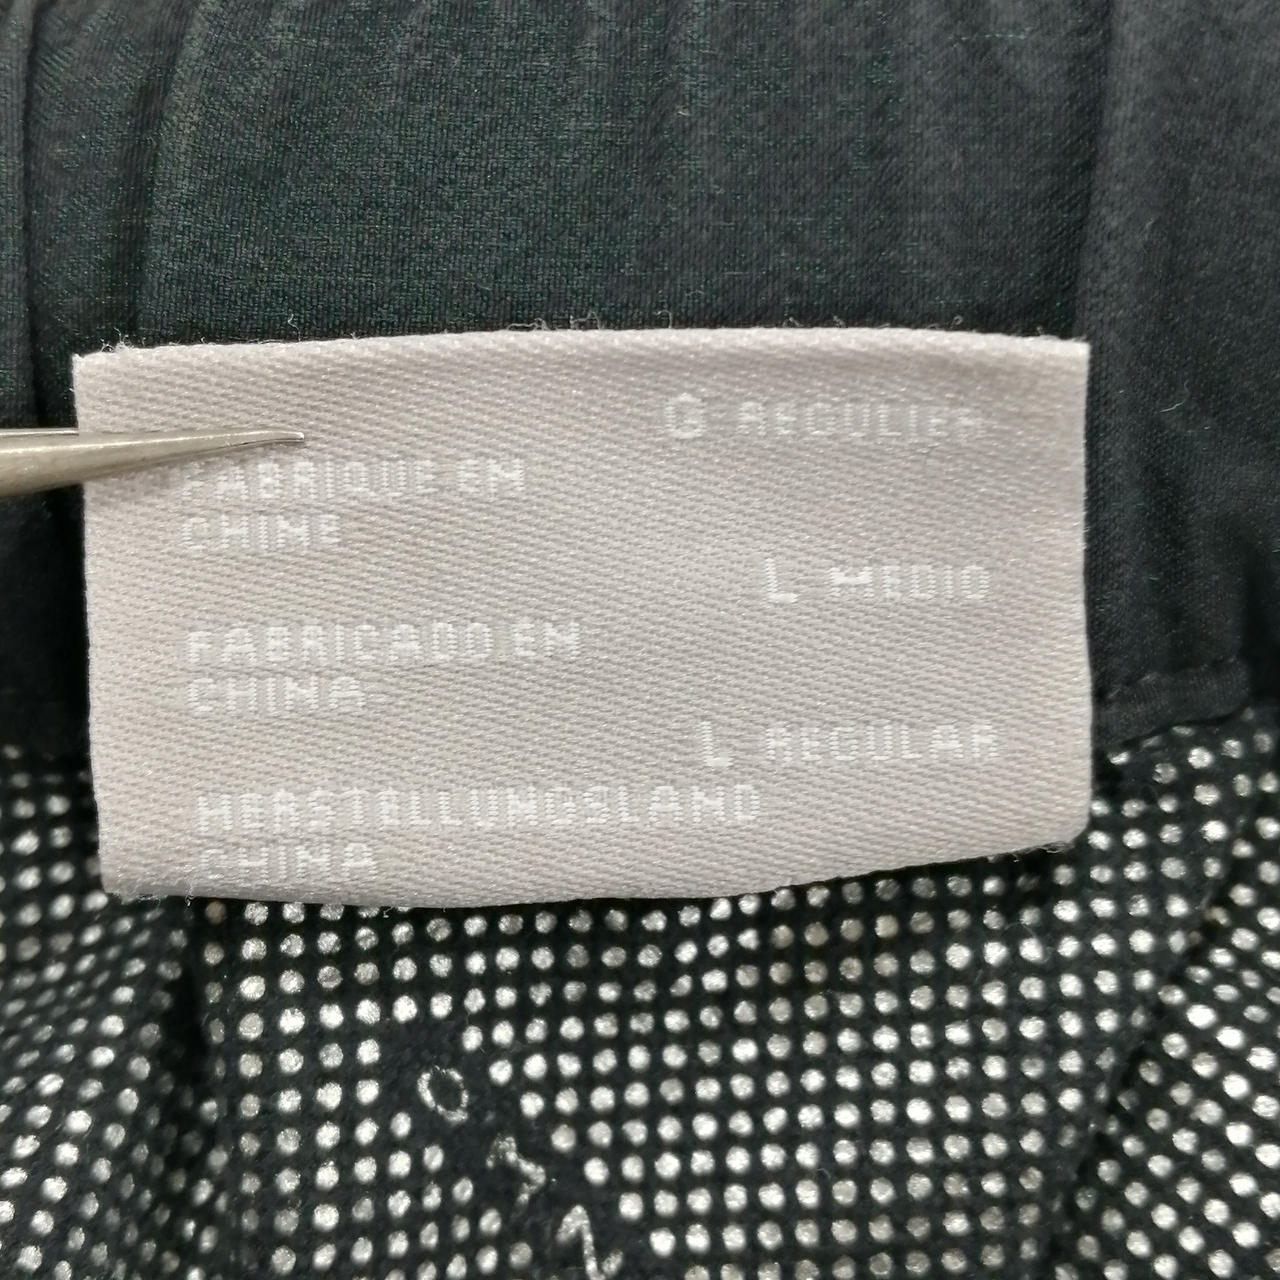 G REGULIER
FABRIQUE EN
CHINE
L MEDIO
FABRICADO EN
CHINA
L REGULAR
HERSTELLUNGSLAND
CHINA